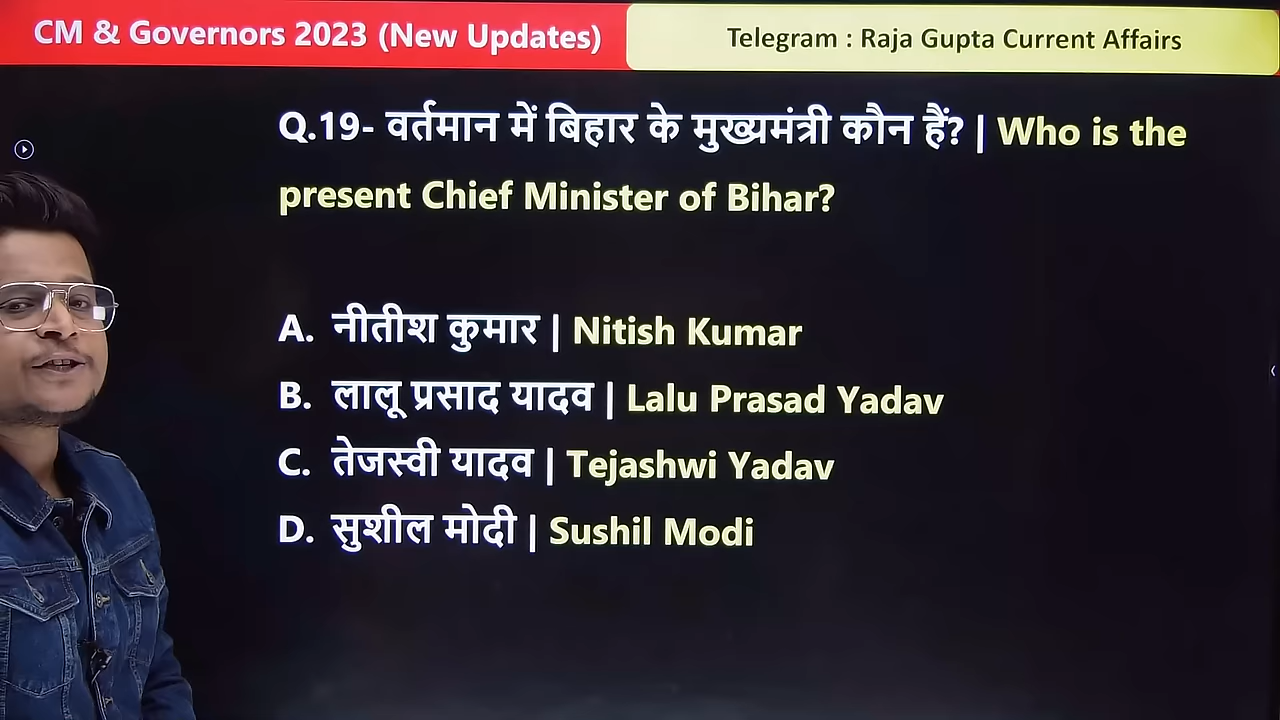 CM & Governors 2023 (New Updates)
Telegram : Raja Gupta Current Affairs
Q.19- वर्तमान में बिहार के मुख्यमंत्री कौन हैं? | Who is the
present Chief Minister of Bihar?
A. नीतीश कुमार | Nitish Kumar
B. लालू प्रसाद यादव | Lalu Prasad Yadav
C. तेजस्वी यादव | Tejashwi Yadav
D. सुशील मोदी | Sushil Modi